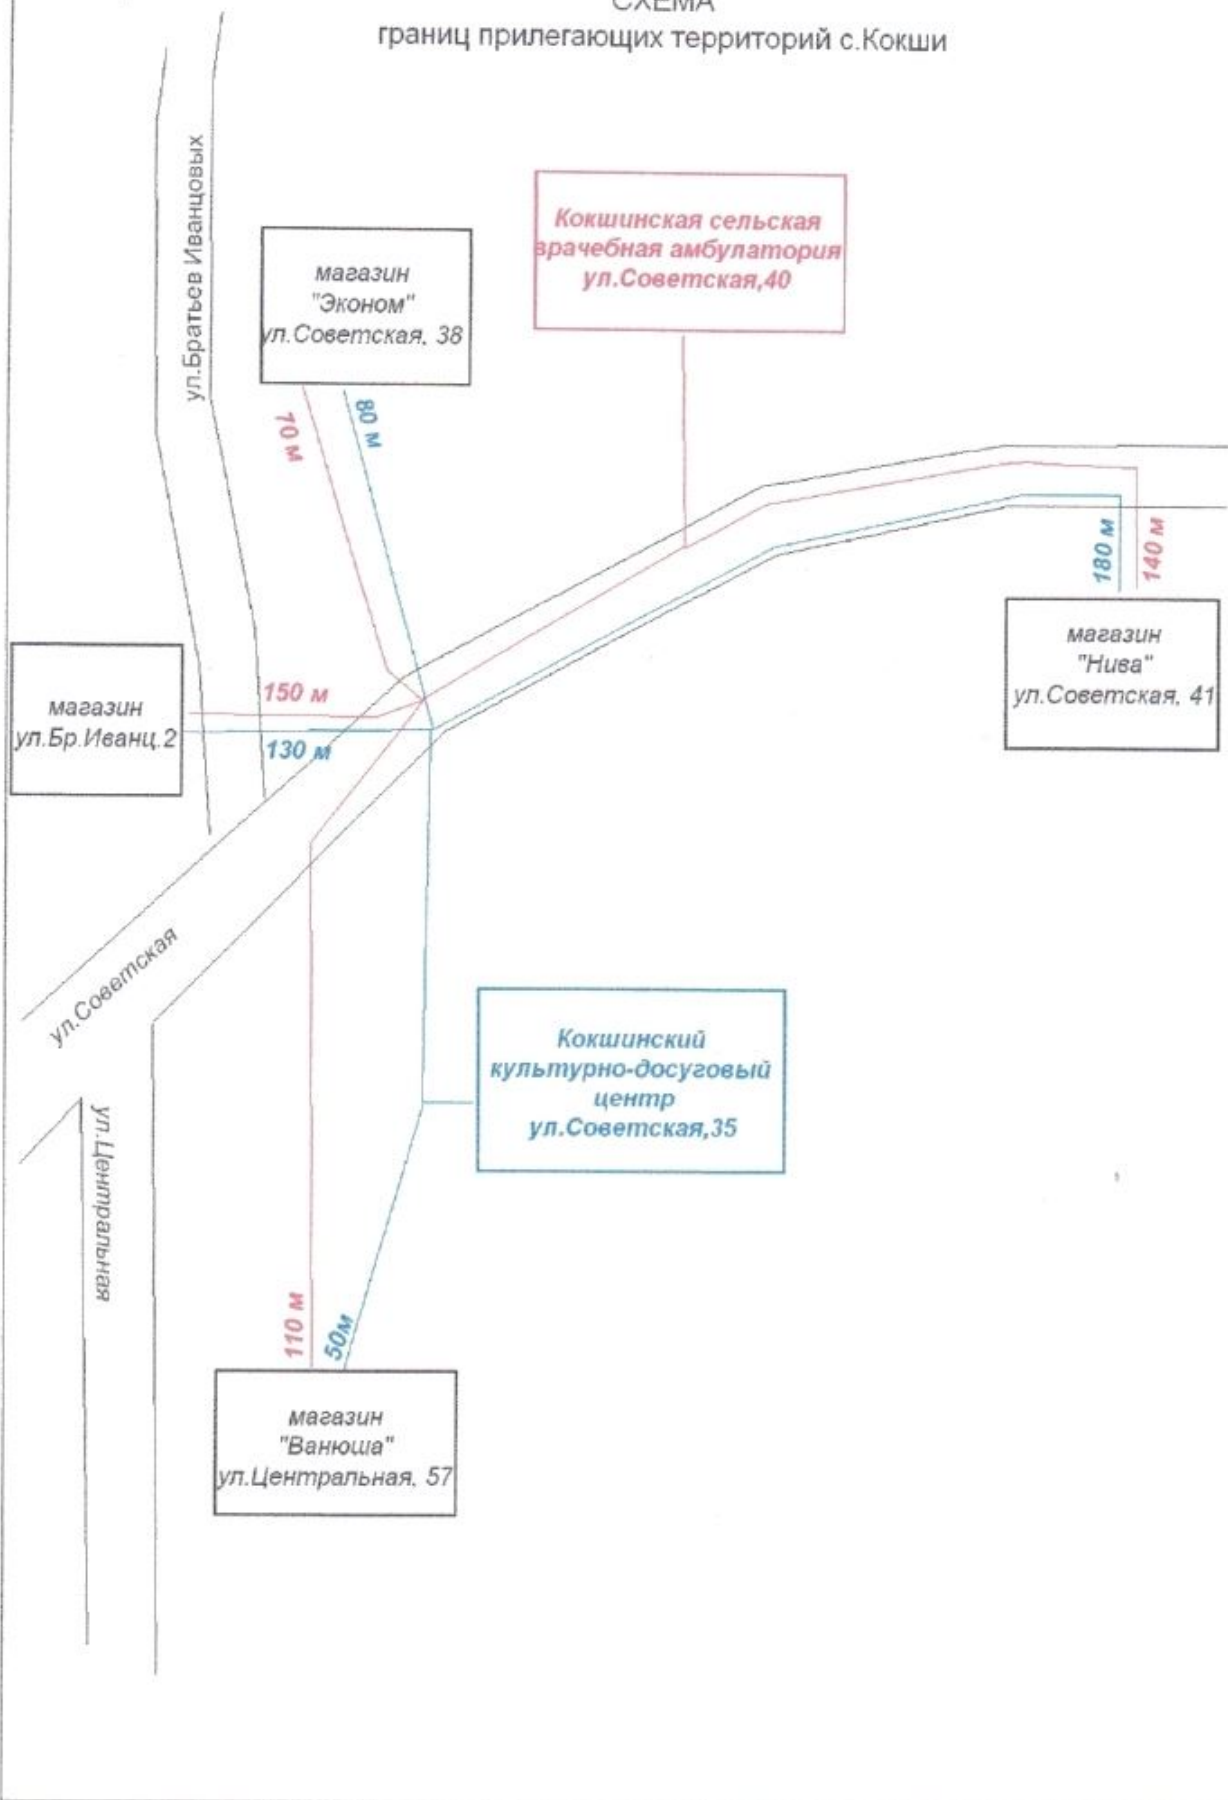 СХЕМА
границ прилегающих территорий с.Кокши
ул.Братьев Иванцовых
Кокшинская сельская
врачебная амбулатория
ул.Советская,40
магазин
"Эконом"
ул.Советская, 38
70 м
80 м
180 м
140 м
магазин
"Нива"
ул.Советская, 41
магазин
ул.Бр.Иванц.2
150 м
130 м
ул.Советская
Кокшинский
культурно-досуговый
центр
ул.Советская,35
ул.Центральная
110 м
50м
магазин
"Ванюша"
ул.Центральная, 57